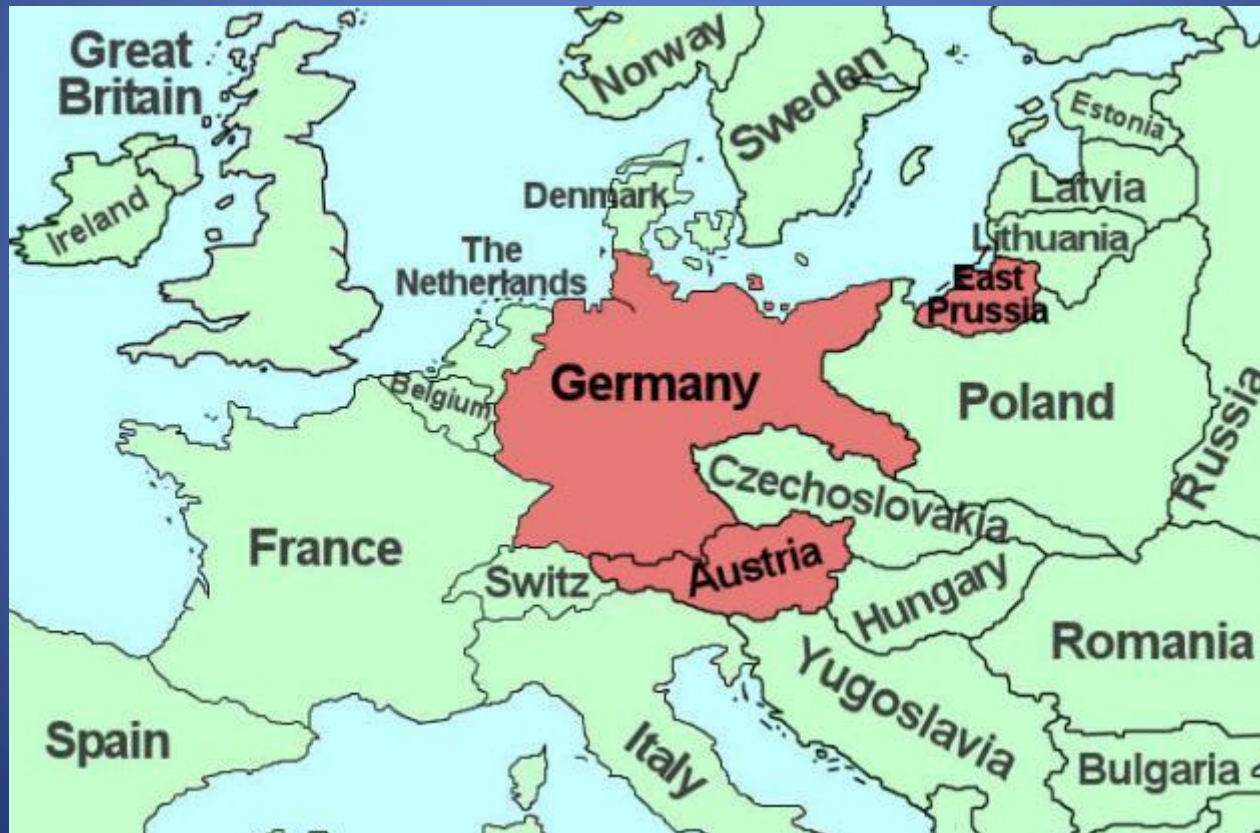 Great
Britain
Norway
Sweden
Estonia
Ireland
Denmark
Latvia
The
Netherlands
Lithuania
East
Prussia
Belgium
Germany
Poland
Russia
Czechoslovakia
France
Switz
Austria
Hungary
Romania
Yugoslavia
Spain
Italy
Bulgaria